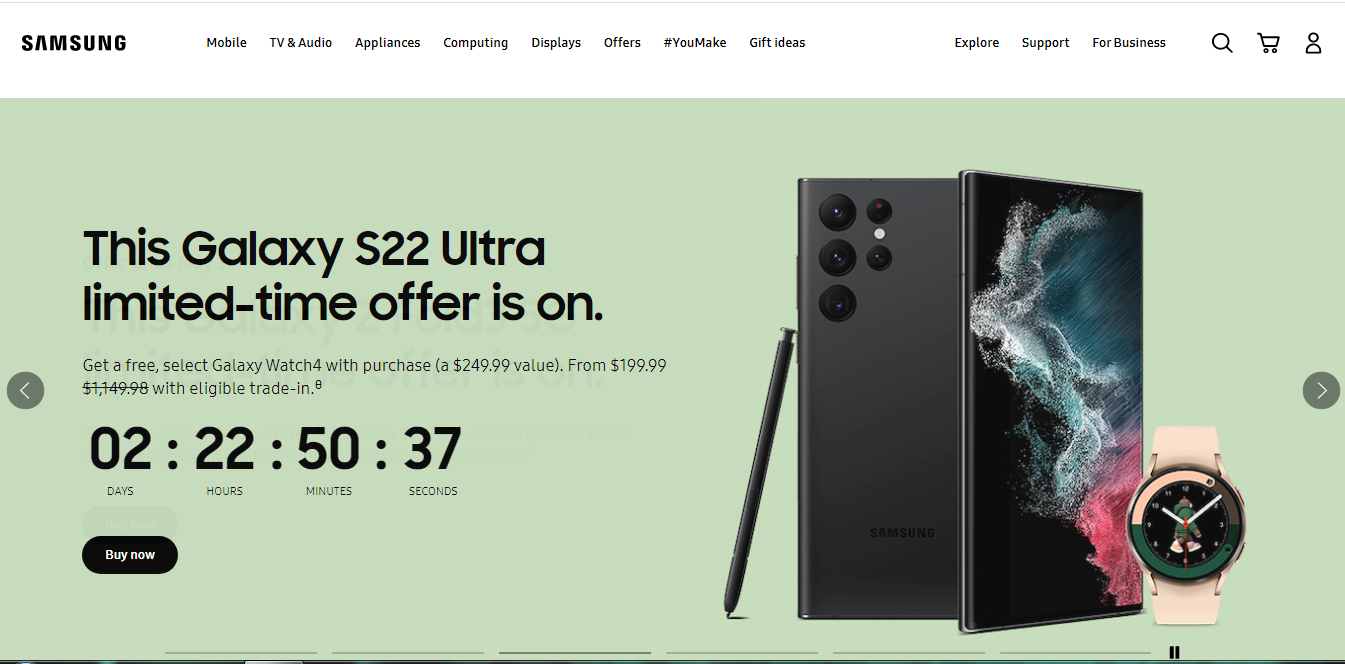 SAMSUNG
Mobile TV & Audio Appliances Computing Displays Offers #YouMake Gift ideas Explore Support For Business
This Galaxy S22 Ultra
limited-time offer is on.
Get a free, select Galaxy Watch4 with purchase (a $249.99 value). From $199.99
$1,149.98 with eligible trade-in.θ
02 : 22 : 50 : 37
DAYS HOURS MINUTES SECONDS
Buy now
Buy now
SAMSUNG